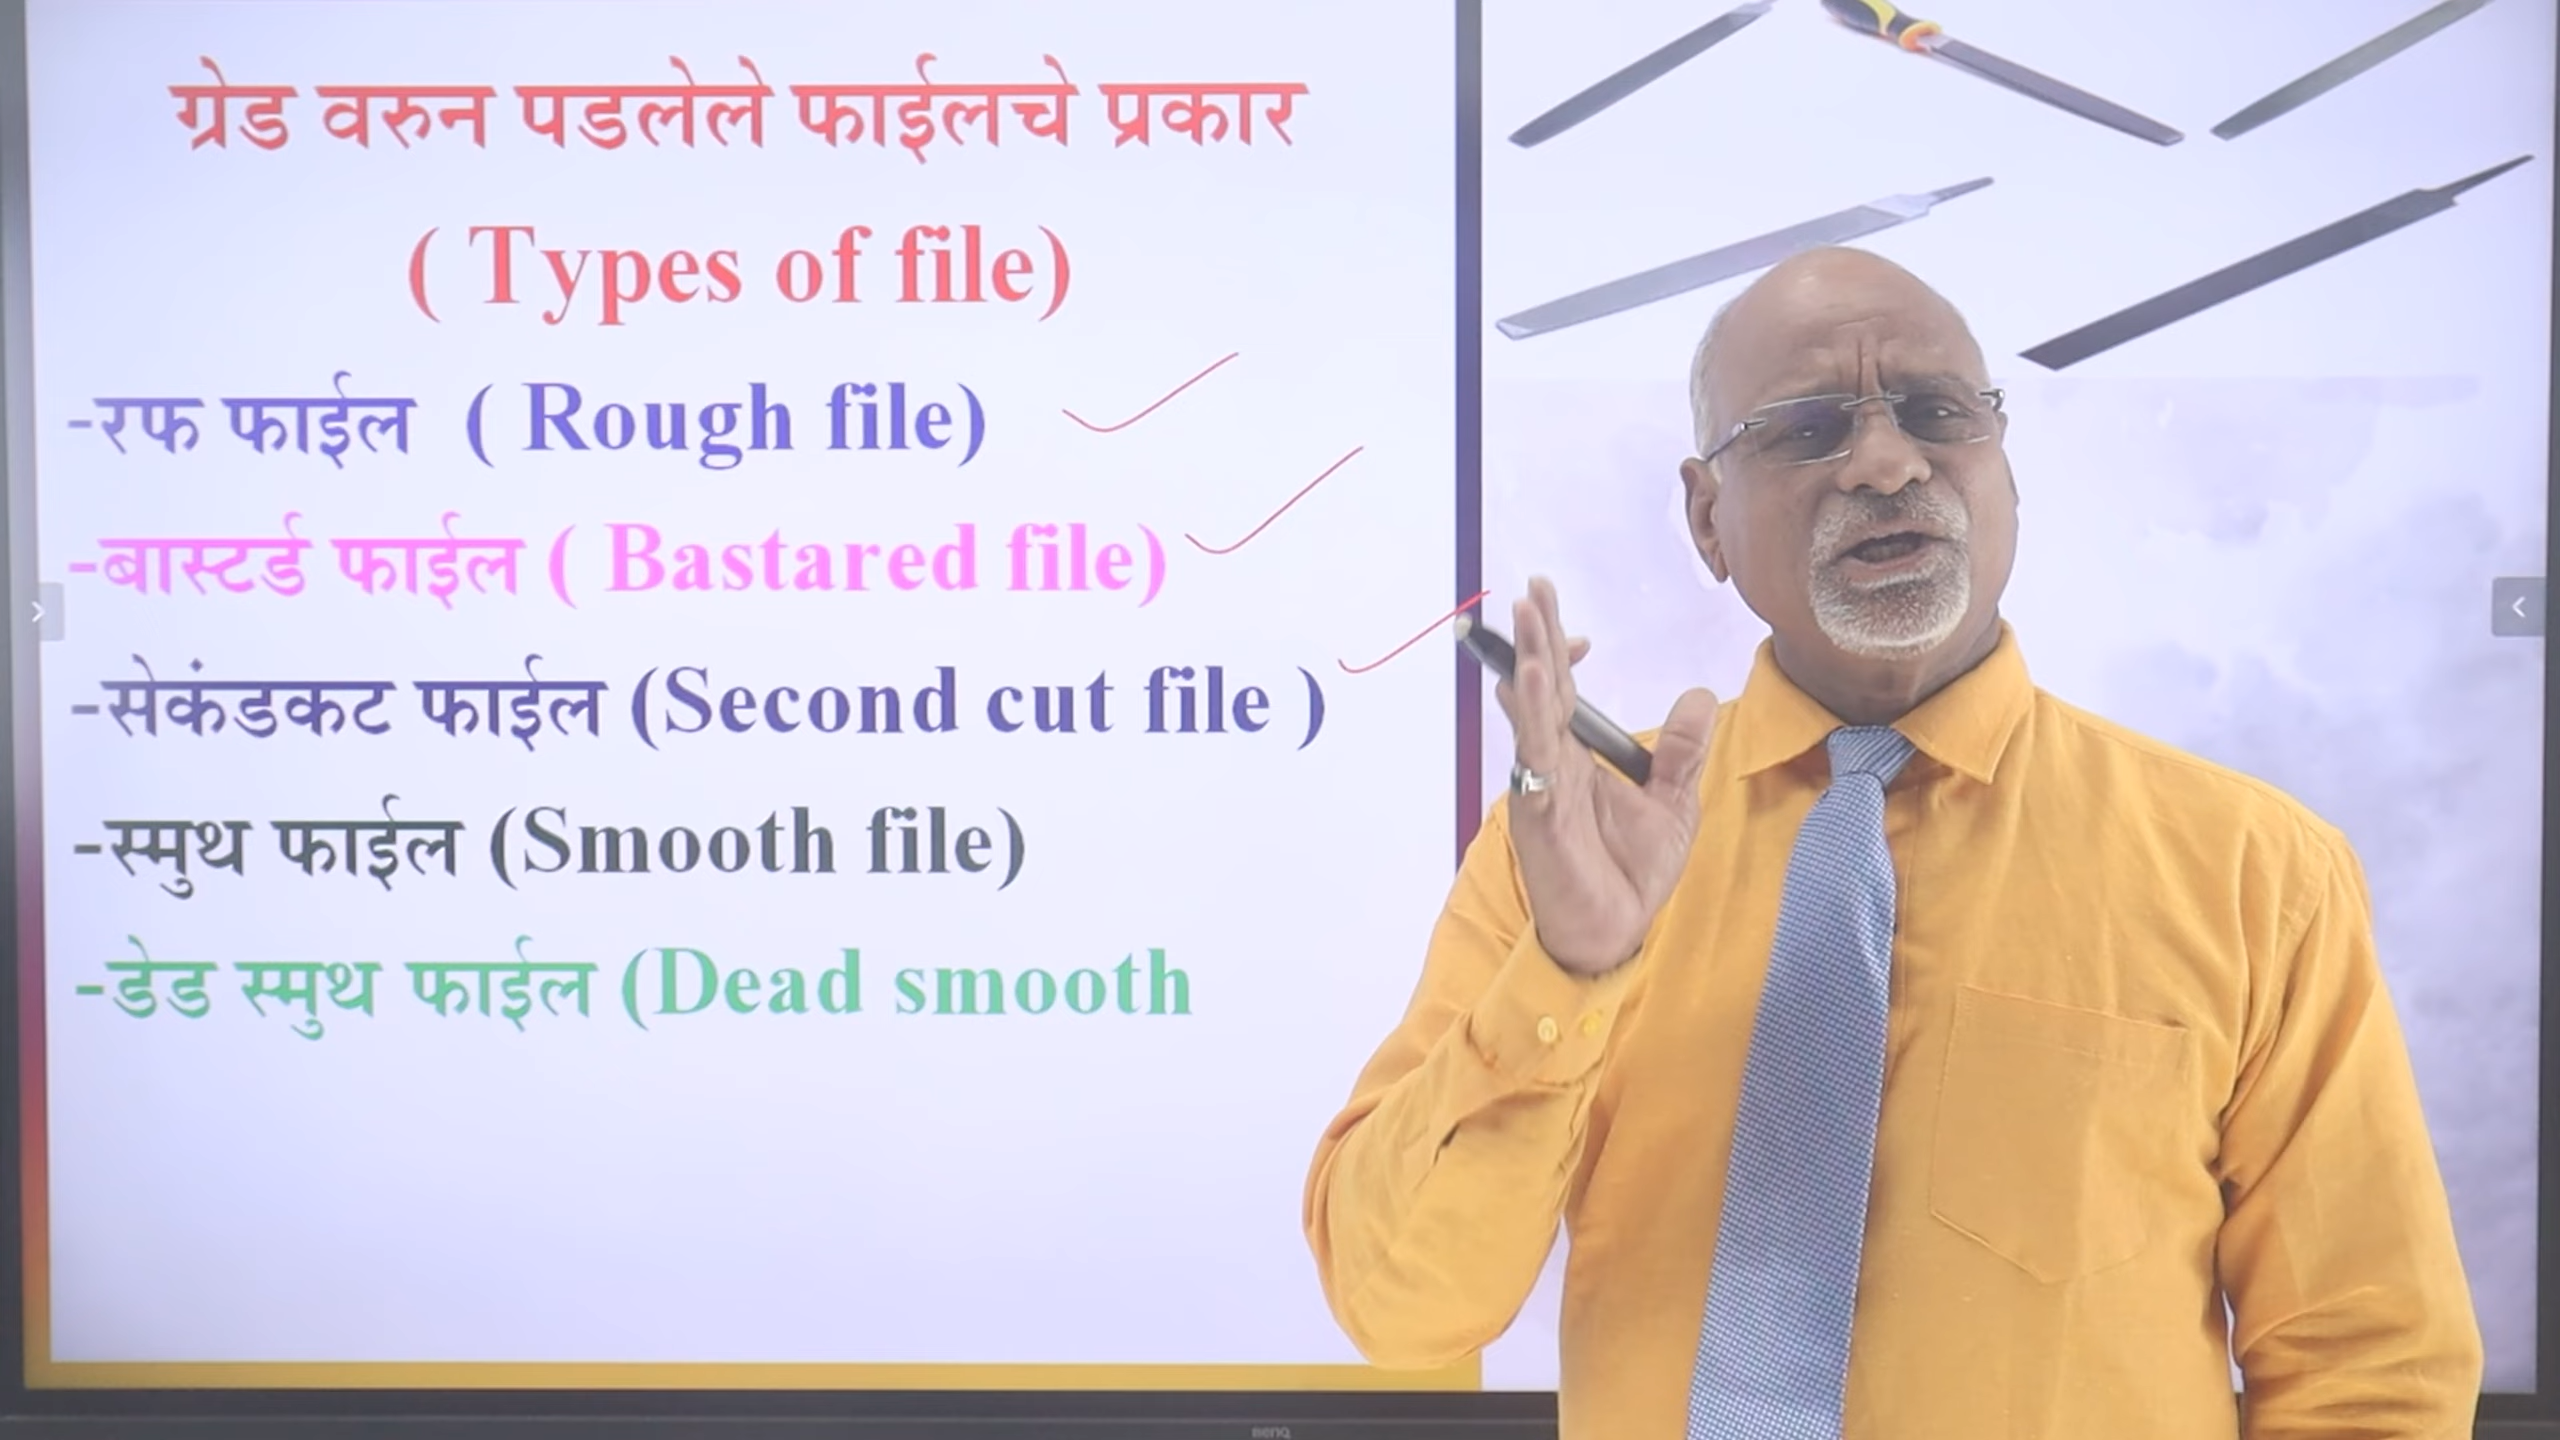 ग्रेड वरुन पडलेले फाईलचे प्रकार
( Types of file)
-रफ फाईल ( Rough file)
-बास्टर्ड फाईल ( Bastared file)
-सेकंडकट फाईल (Second cut file )
-स्मुथ फाईल (Smooth file)
-डेड स्मुथ फाईल (Dead smooth
BenQ